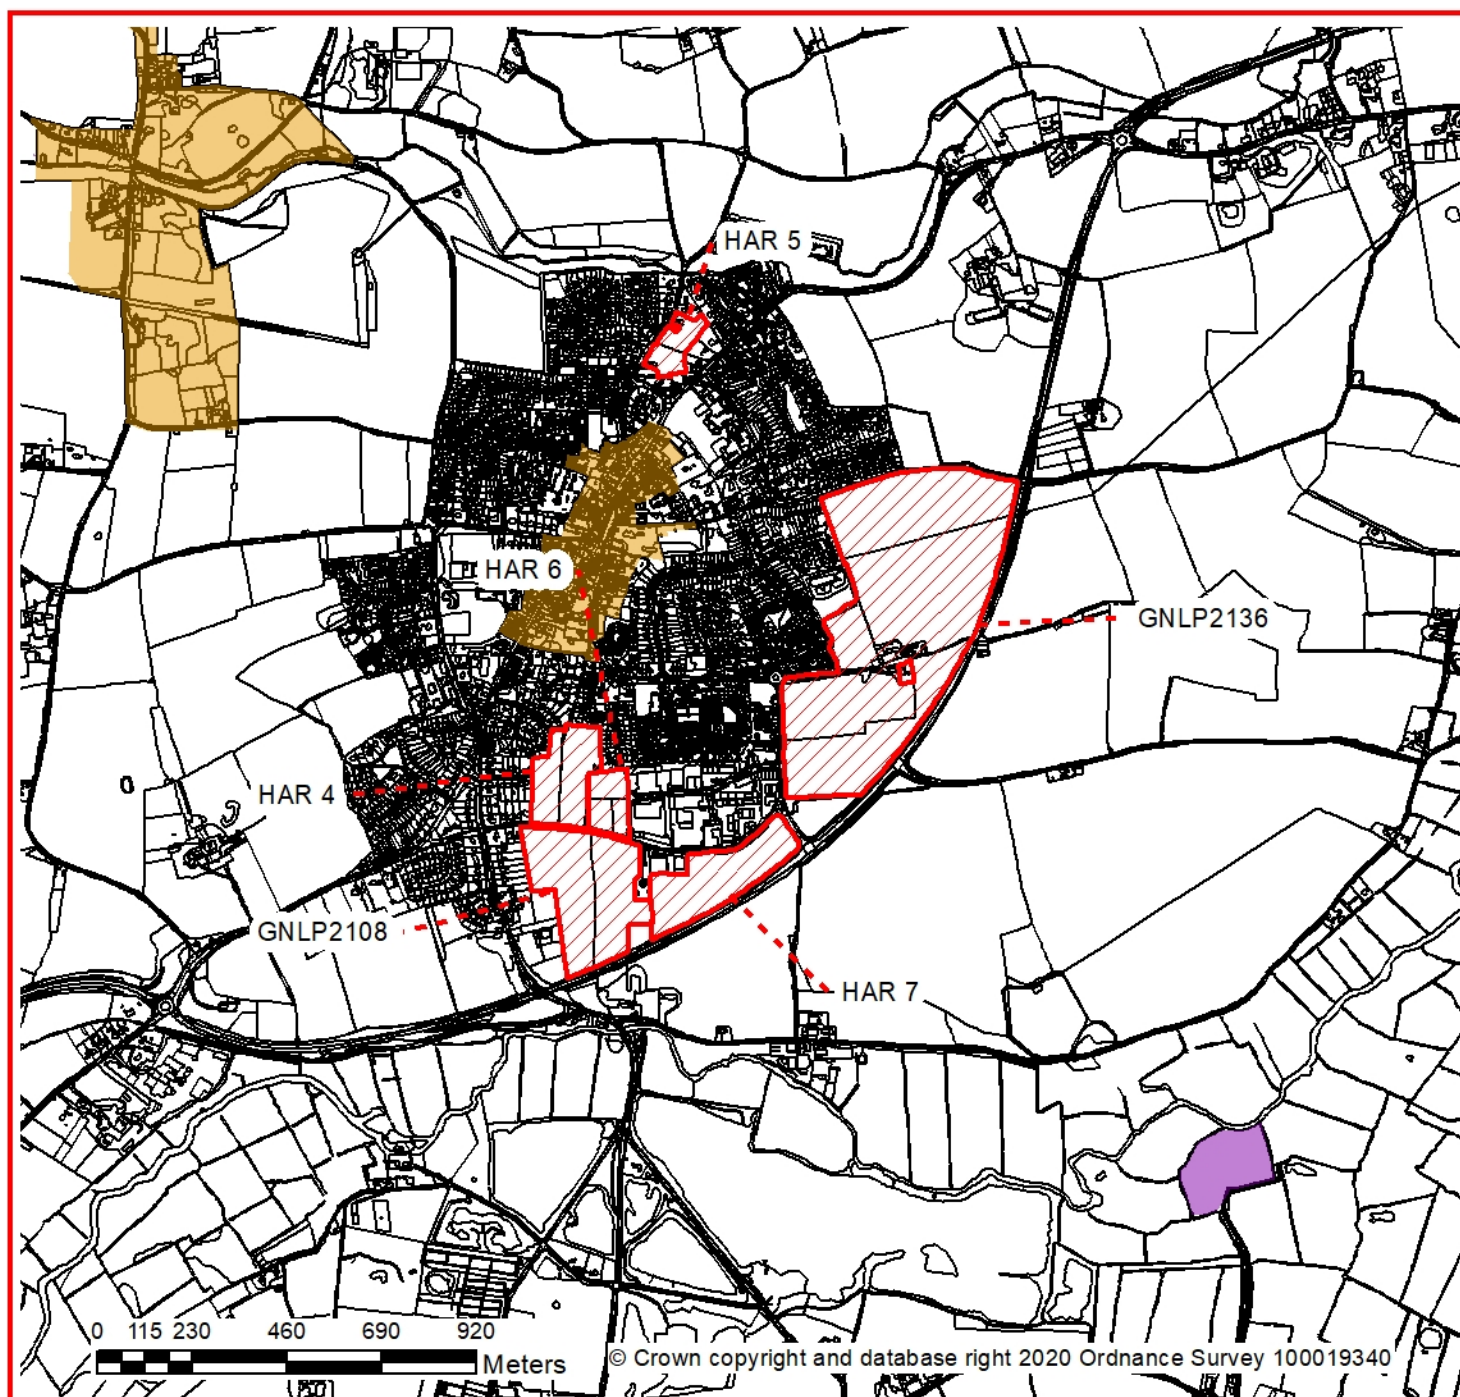 HAR 5
HAR 6
GNLP2136
HAR 4
GNLP2108
HAR 7
0 115 230 460 690 920
Meters
© Crown copyright and database right 2020 Ordnance Survey 100019340